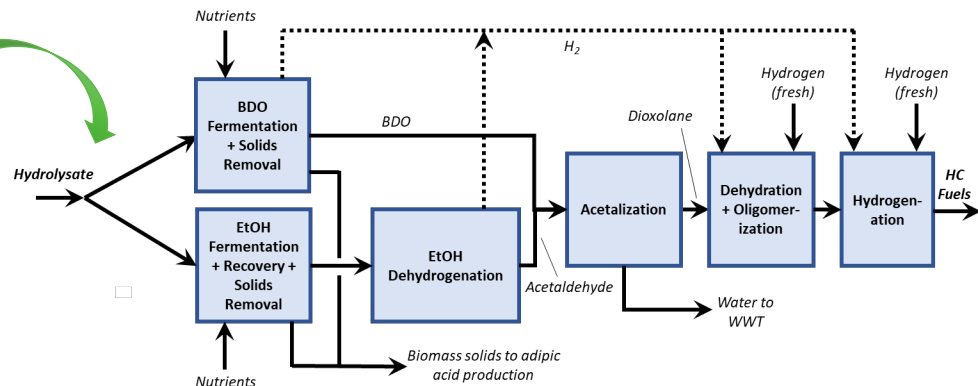 Nutrients
H2
Hydrogen
(fresh)
Hydrogen
(fresh)
BDO
Fermentation
+ Solids
Removal
BDO
Dioxolane
Hydrolysate
Acetalization
Dehydration
+ Oligomer-
ization
Hydrogen-
ation
HC
Fuels
EtOH
Fermentation
+ Recovery +
Solids
Removal
EtOH
Dehydrogenation
Acetaldehyde
Water to
WWT
Nutrients
Biomass solids to adipic
acid production